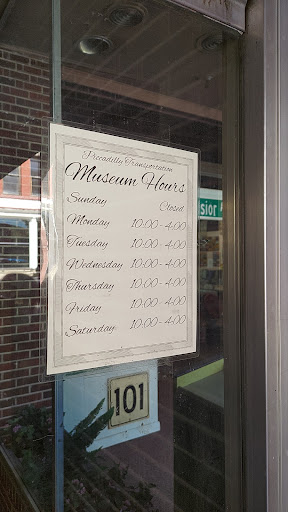 Piccadilly Transportation
Museum Hours
Sunday Closed
Monday 10:00 - 4:00
Tuesday 10:00 - 4:00
Wednesday 10:00 - 4:00
Thursday 10:00 - 4:00
Friday 10:00 - 4:00
Saturday 10:00 - 4:00
sior
101